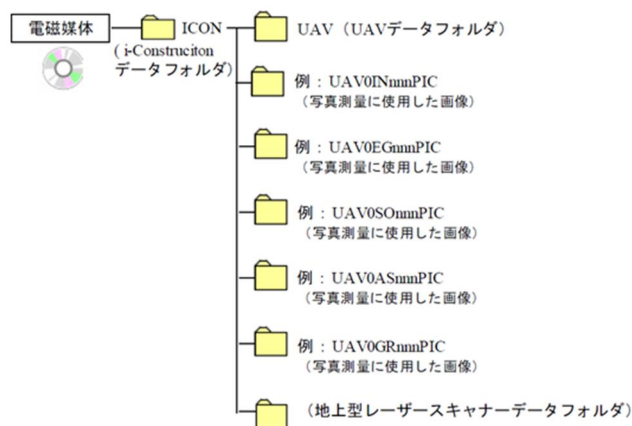 電磁媒体
ICON
( i-Construciton
データフォルダ)
UAV（UAVデータフォルダ）
例：UAV0INnnnPIC
（写真測量に使用した画像）
例：UAV0EGnnnPIC
（写真測量に使用した画像）
例：UAV0SOnnnPIC
（写真測量に使用した画像）
例：UAV0ASnnnPIC
（写真測量に使用した画像）
例：UAV0GRnnnPIC
（写真測量に使用した画像）
（地上型レーザースキャナーデータフォルダ）